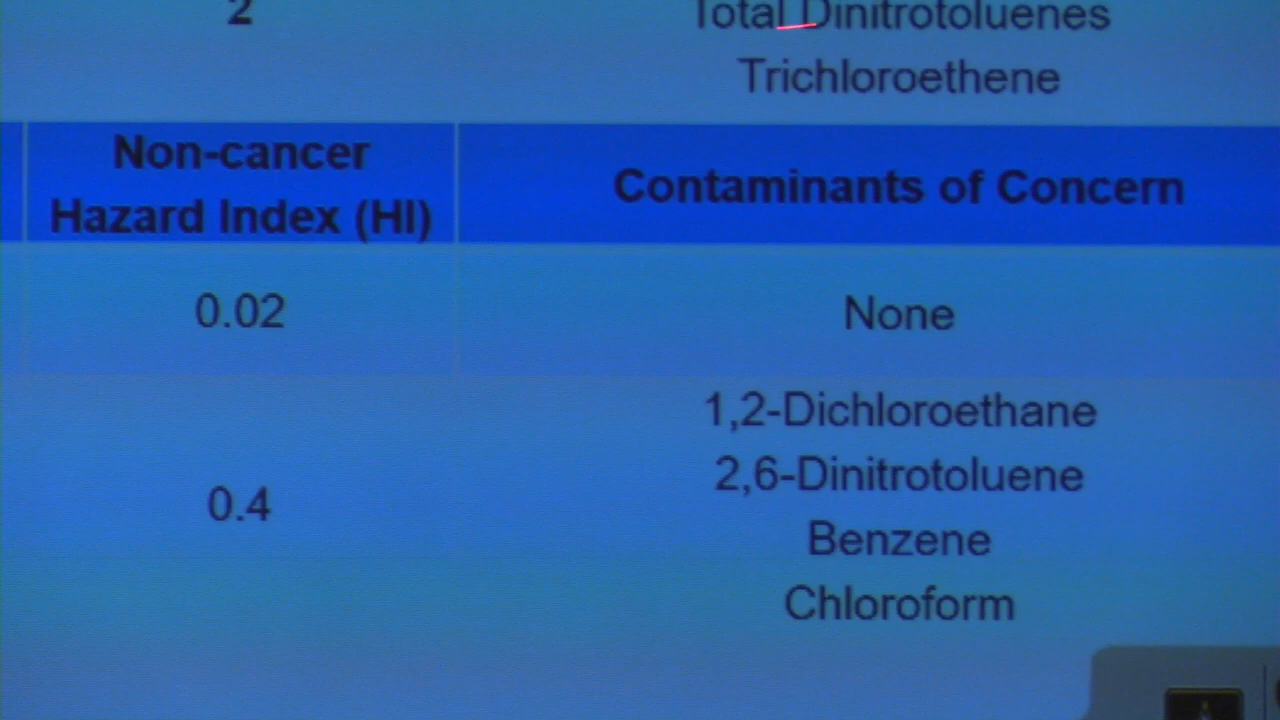 2
Total Dinitrotoluenes
Trichloroethene
Non-cancer
Hazard Index (HI)
Contaminants of Concern
0.02
None
1,2-Dichloroethane
2,6-Dinitrotoluene
0.4
Benzene
Chloroform